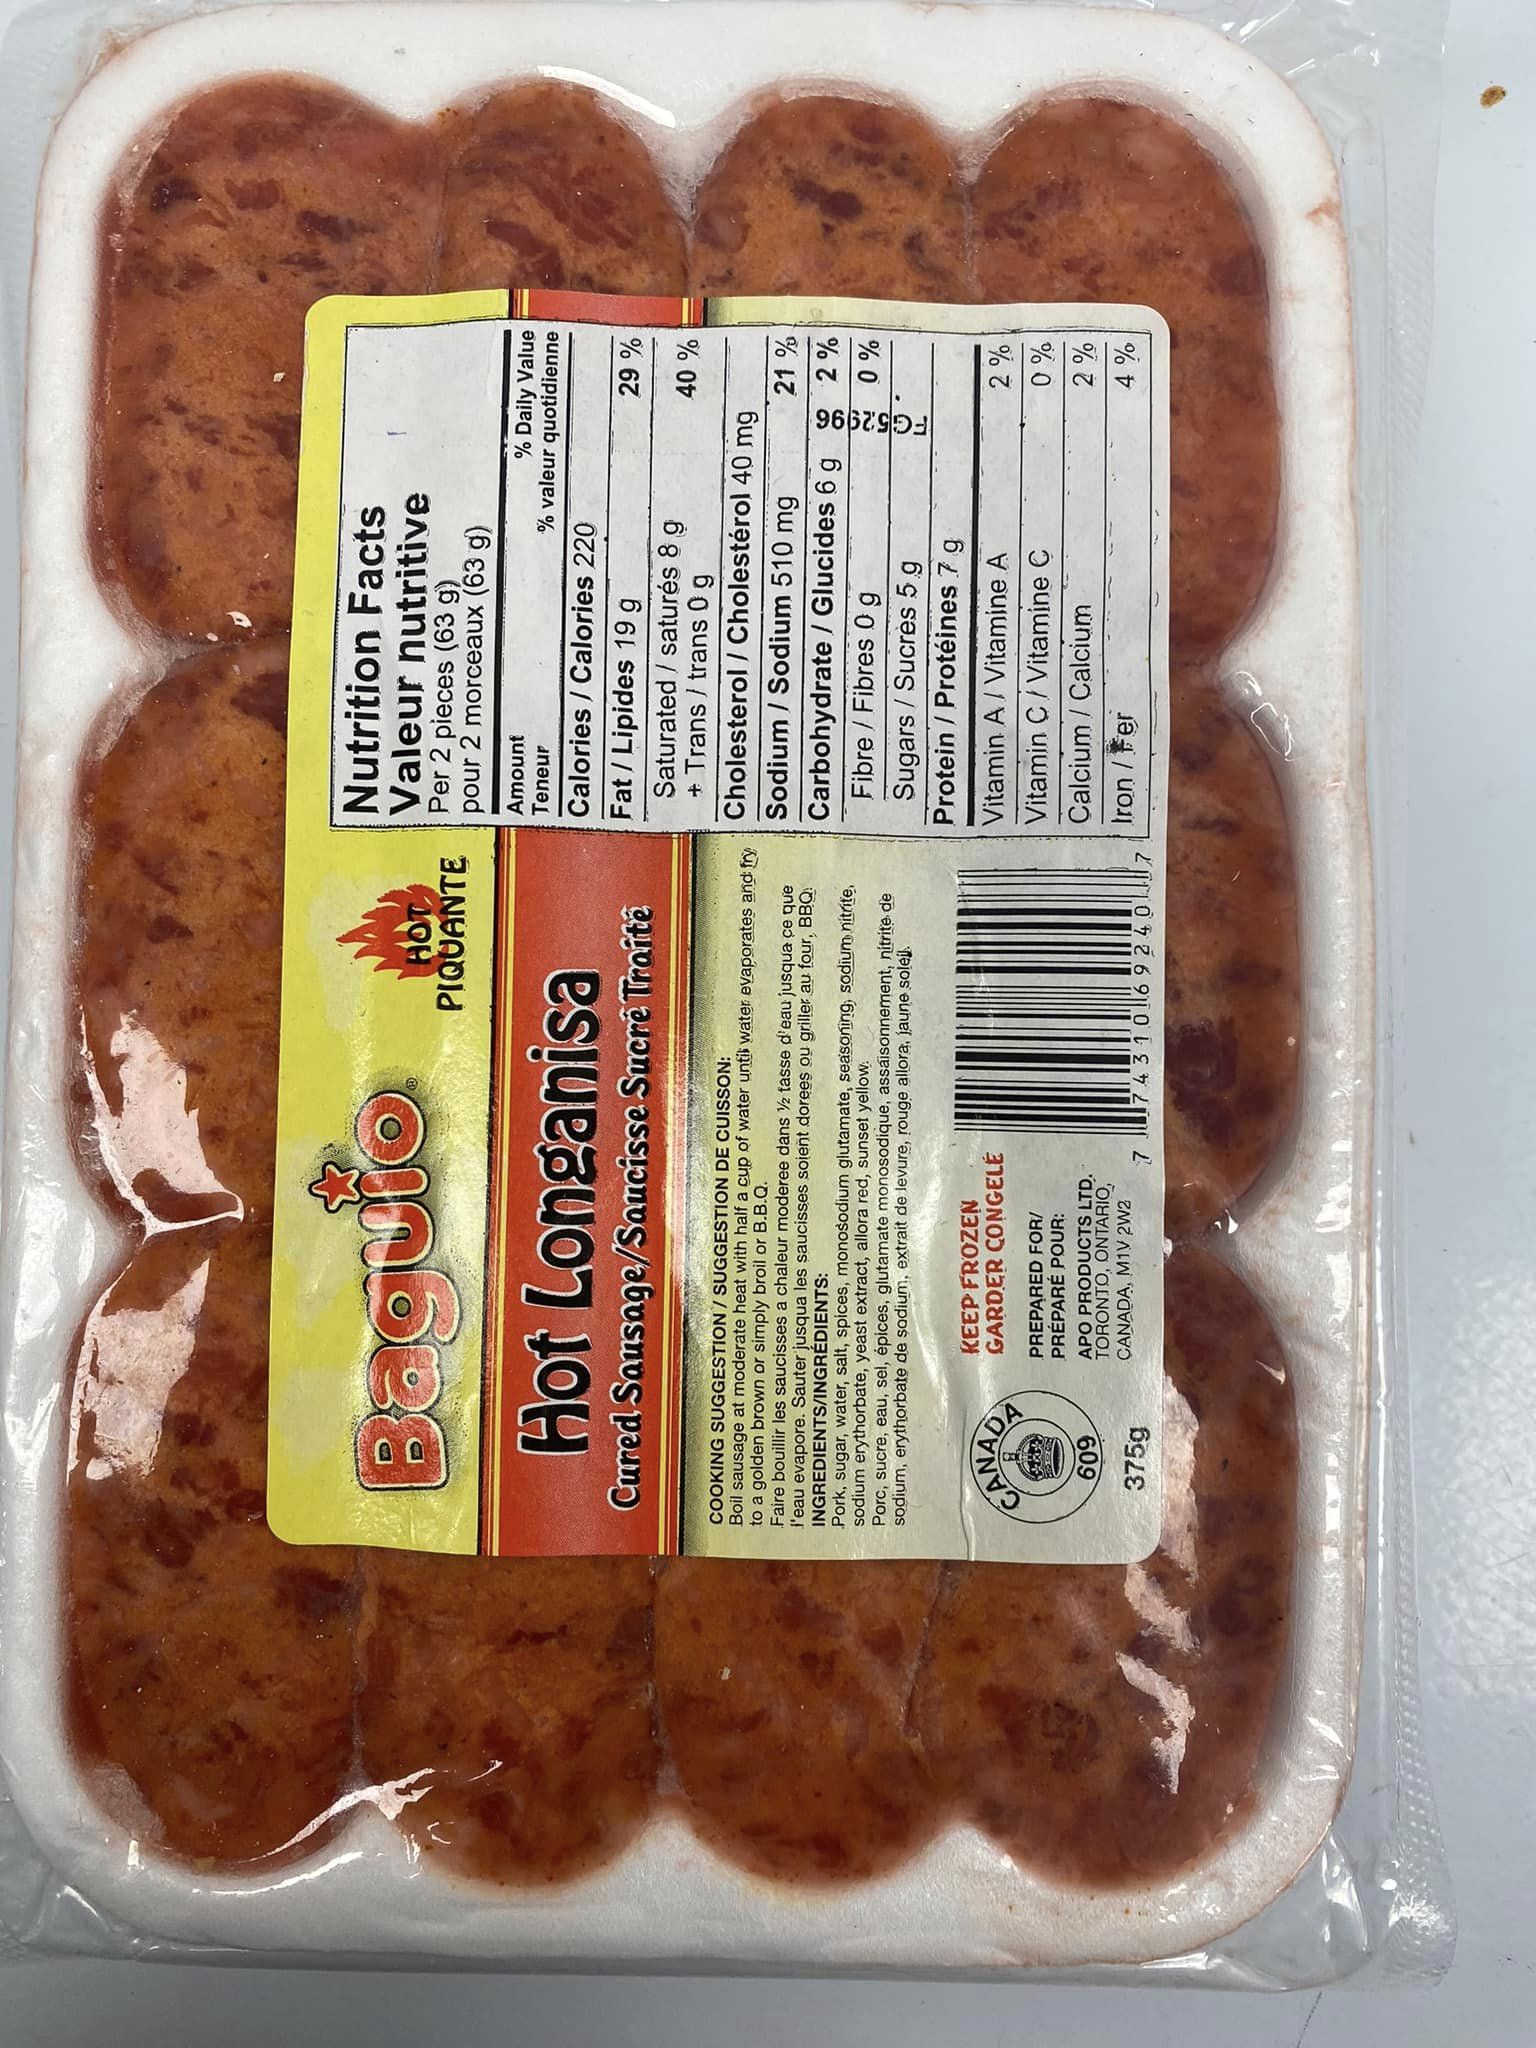 Baguio®
HOT
PIQUANTE
Hot Longanisa
Cured Sausage/Saucisse Sucré Traité
COOKING SUGGESTION / SUGGESTION DE CUISSON:
Boil sausage at moderate heat with half a cup of water until water evaporates and fry
to a golden brown or simply broil or B.B.Q.
Faire bouillir les saucisses a chaleur moderee dans ½ tasse d'eau jusqua ce que
l'eau evapore. Sauter jusqua les saucisses soient dorees ou griller au four, BBQ.
INGREDIENTS/INGRÉDIENTS:
Pork, sugar, water, salt, spices, monosodium glutamate, seasoning, sodium nitrite,
sodium erythorbate, yeast extract, allora red, sunset yellow.
Porc, sucre, eau, sel, épices, glutamate monosodique, assaisonnement, nitrite de
sodium, erythorbate de sodium, extrait de levure, rouge allora, jaune soleil.
KEEP FROZEN
GARDER CONGELÉ
CANADA
609
375g
PREPARED FOR/
PREPARÉ POUR:
APO PRODUCTS LTD.
TORONTO, ONTARIO,
CANADA, M1V 2W2
7 74310 69240 7
Nutrition Facts
Valeur nutritive
Per 2 pieces (63 g)
pour 2 morceaux (63 g)
Amount % Daily Value
Teneur % valeur quotidienne
Calories / Calories 220
Fat / Lipides 19 g 29 %
Saturated / saturés 8 g 40 %
+ Trans / trans 0 g
Cholesterol / Cholestérol 40 mg
Sodium / Sodium 510 mg 21 %
Carbohydrate / Glucides 6 g 2 %
Fibre / Fibres 0 g 0 %
Sugars / Sucres 5 g
Protein / Protéines 7 g
Vitamin A / Vitamine A 2 %
Vitamin C / Vitamine C 0 %
Calcium / Calcium 2 %
Iron / Fer 4 %